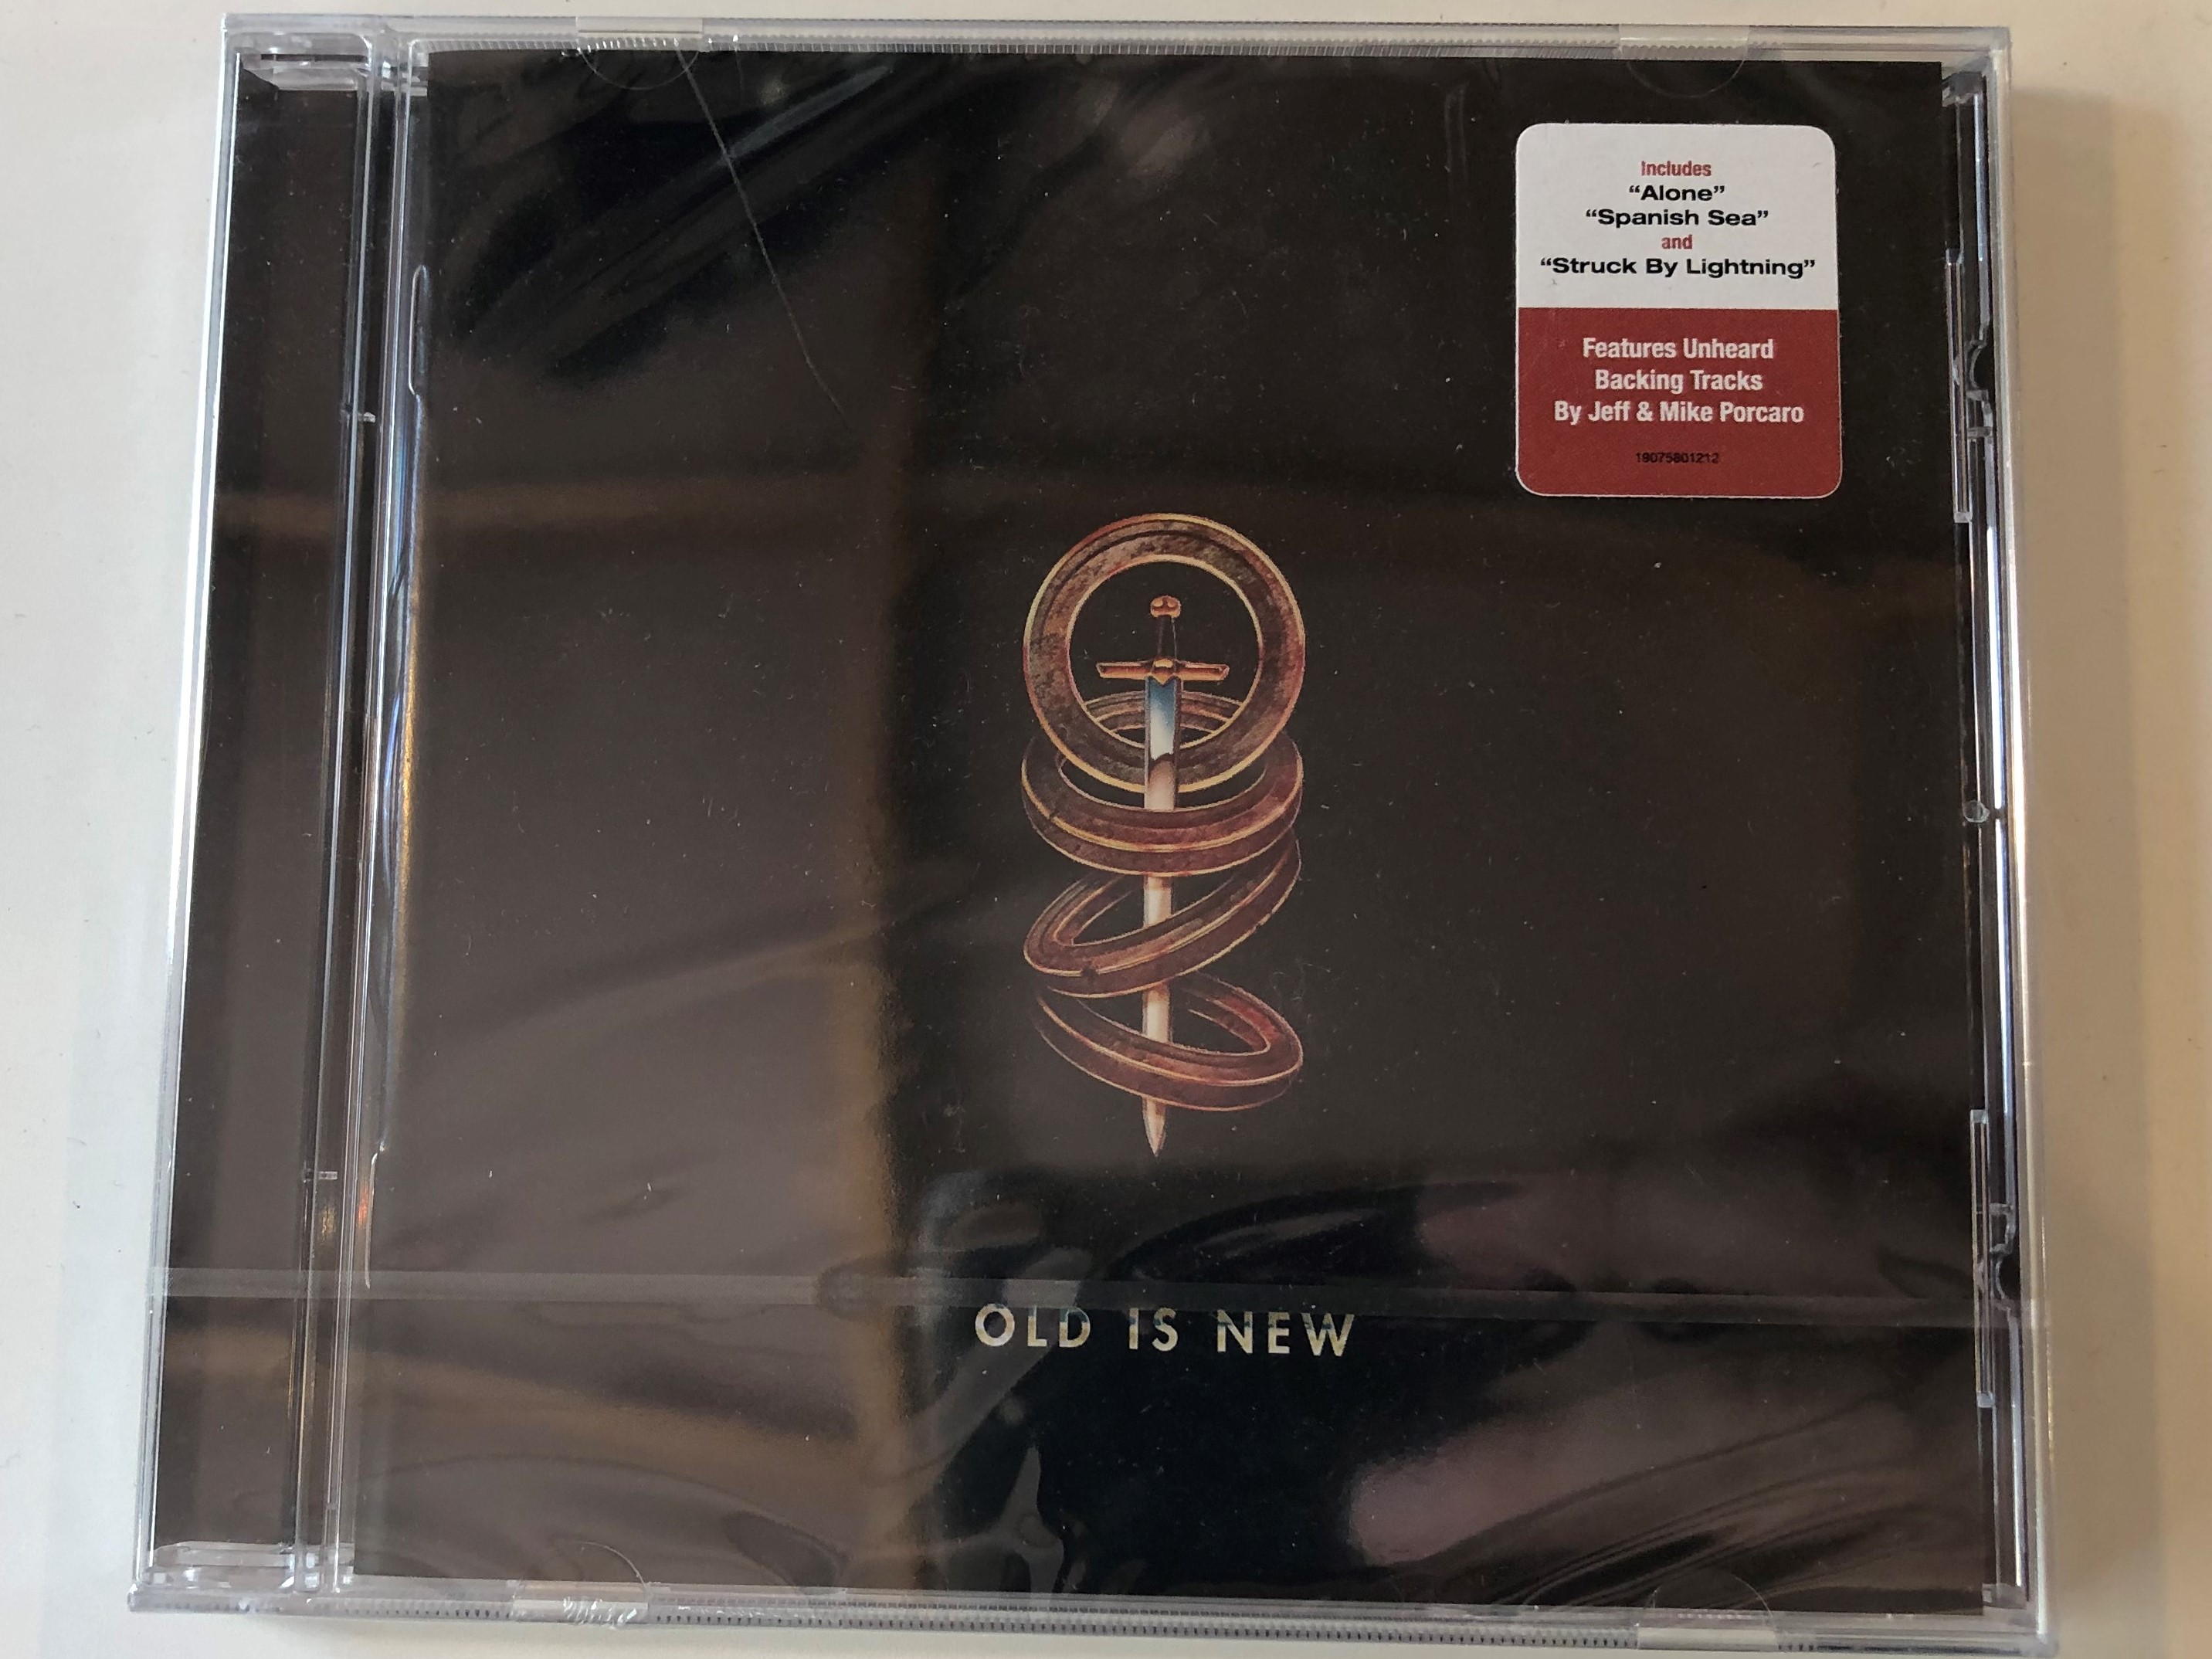 Includes
“Alone”
“Spanish Sea”
and
“Struck By Lightning”
Features Unheard
Backing Tracks
By Jeff & Mike Porcaro
19075801212
OLD IS NEW